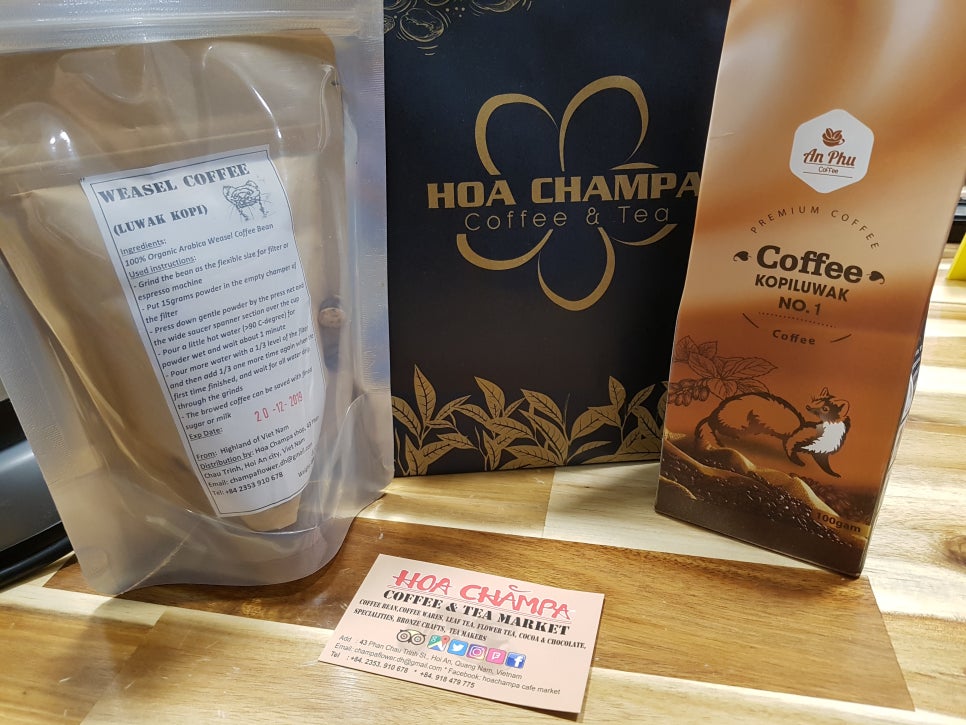 WEASEL COFFEE
(LUWAK KOPI)
Ingredients:
100% Organic Arabica Weasel Coffee Bean
Used instructions:
- Grind the bean as the flexible size for filter or
espresso machine
- Put 15grams powder in the empty champer of
the filter
- Press down gentle powder by the press net and
the wide saucer spanner section over the cup
- Pour a little hot water (>90 C-degree) for
powder wet and wait about 1 minute
- Pour more water with a 1/3 level of the filter
and then add 1/3 one more time again when the
first time finished, and wait for all water drip
through the grinds
- The browed coffee can be saved with
sugar or milk
Exp Date: 20-12-2019
From: Highland of Viet Nam
Distribution by: Hoa Champa shop, 43 Phan
Chau Trinh, Hoi An city, Viet Nam
Email: champaflower.dh@gmail.com
Tel: +84 2353 910 678
HOA CHAMPA
Coffee & Tea
An Phu
Coffee
PREMIUM COFFEE
Coffee
KOPILUWAK
NO.1
Coffee
100gam
HOA CHAMPA
COFFEE & TEA MARKET
COFFEE BEAN,COFFEE WARES, LEAF TEA, FLOWER TEA, COCOA & CHOCOLATE,
SPECIALITIES, BRONZE CRAFTS, TEA MAKERS
Add : 43 Phan Chau Trinh St., Hoi An, Quang Nam, Vietnam
Email: champaflower.dh@gmail.com * Facebook: hoachampa cafe market
Tel : +84. 2353. 910 678 * +84. 918 479 775